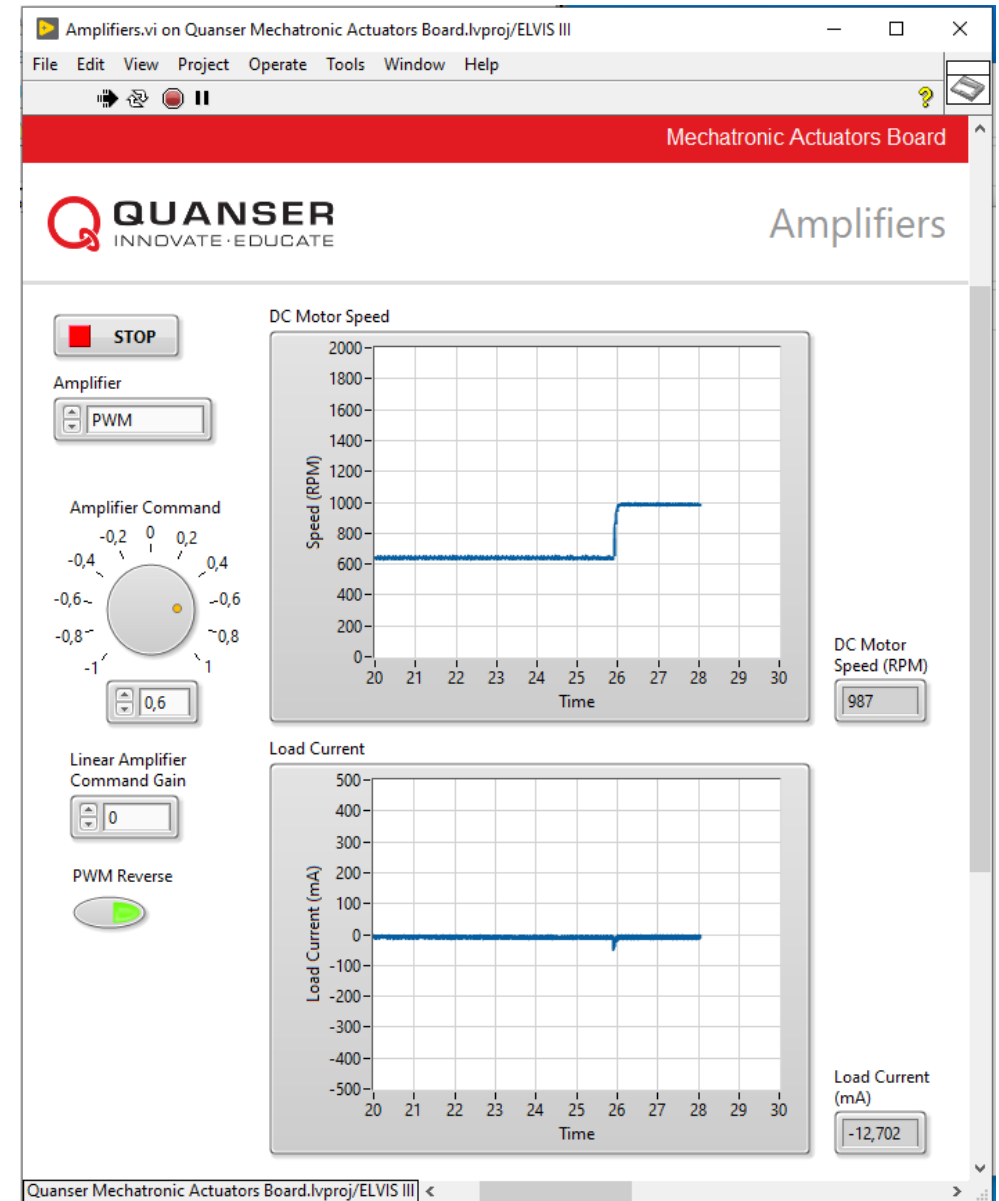 Amplifiers.vi on Quanser Mechatronic Actuators Board.lvproj/ELVIS III
File Edit View Project Operate Tools Window Help
Mechatronic Actuators Board
QUANSER
INNOVATE·EDUCATE
Amplifiers
STOP
Amplifier
PWM
Amplifier Command
-0,2 0 0,2
-0,4 0,4
-0,6 -0,6
-0,8 0,8
-1 1
0,6
Linear Amplifier
Command Gain
0
PWM Reverse
DC Motor Speed
2000
1800
1600
1400
1200
1000
800
600
400
200
0
Speed (RPM)
20 21 22 23 24 25 26 27 28 29 30
Time
DC Motor
Speed (RPM)
987
Load Current
500
400
300
200
100
0
-100
-200
-300
-400
-500
Load Current (mA)
20 21 22 23 24 25 26 27 28 29 30
Time
Load Current
(mA)
-12,702
Quanser Mechatronic Actuators Board.lvproj/ELVIS III